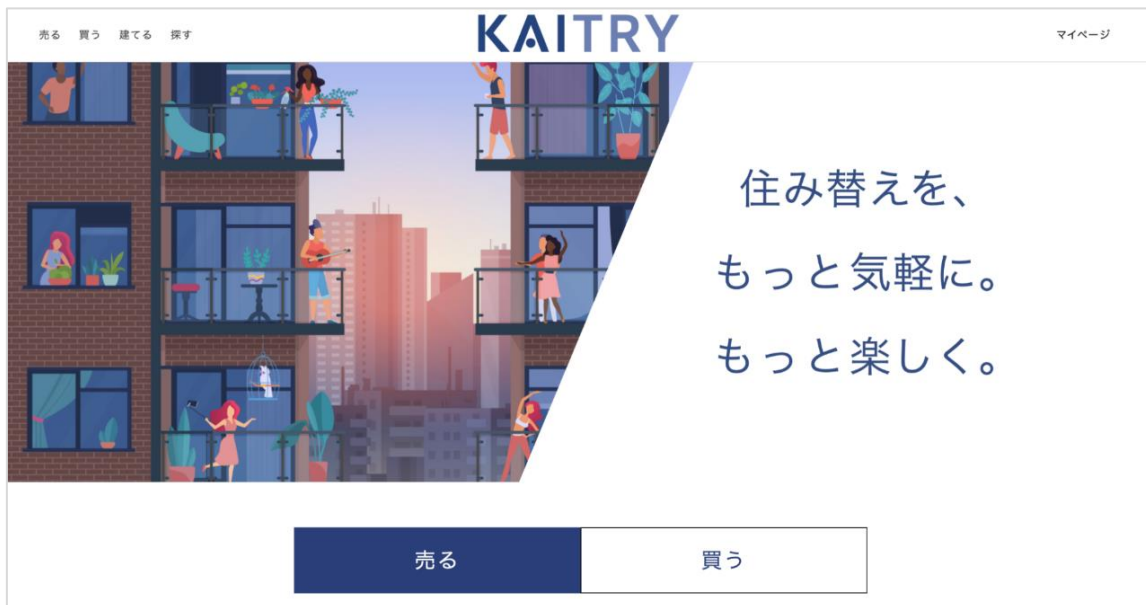 売る 買う 建てる 探す
KAITRY
マイページ
住み替えを、
もっと気軽に。
もっと楽しく。
売る
買う